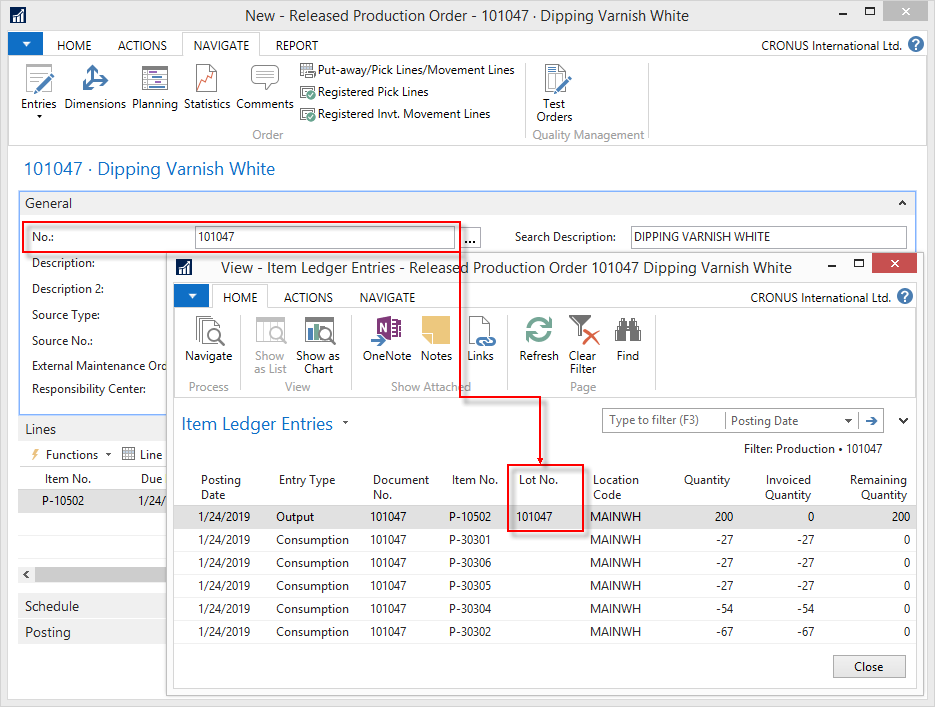 New - Released Production Order - 101047 · Dipping Varnish White
HOME ACTIONS NAVIGATE REPORT CRONUS International Ltd. ?
Entries Dimensions Planning Statistics Comments
Put-away/Pick Lines/Movement Lines
Registered Pick Lines
Registered Invt. Movement Lines
Test Orders
Order Quality Management
101047 · Dipping Varnish White
General
No.: 101047 ... Search Description: DIPPING VARNISH WHITE
Description:
Description 2:
Source Type:
Source No.:
External Maintenance Ord
Responsibility Center:
Lines
Functions Line
Item No. Due
P-10502 1/24/
Schedule
Posting
View - Item Ledger Entries - Released Production Order 101047 Dipping Varnish White
HOME ACTIONS NAVIGATE CRONUS International Ltd. ?
Navigate Show as List Show as Chart OneNote Notes Links Refresh Clear Filter Find
Process View Show Attached Page
Item Ledger Entries Type to filter (F3) Posting Date
Filter: Production • 101047
Posting Date Entry Type Document No. Item No. Lot No. Location Code Quantity Invoiced Quantity Remaining Quantity
1/24/2019 Output 101047 P-10502 101047 MAINWH 200 0 200
1/24/2019 Consumption 101047 P-30301 MAINWH -27 -27 0
1/24/2019 Consumption 101047 P-30306 MAINWH -27 -27 0
1/24/2019 Consumption 101047 P-30305 MAINWH -27 -27 0
1/24/2019 Consumption 101047 P-30304 MAINWH -54 -54 0
1/24/2019 Consumption 101047 P-30302 MAINWH -67 -67 0
Close